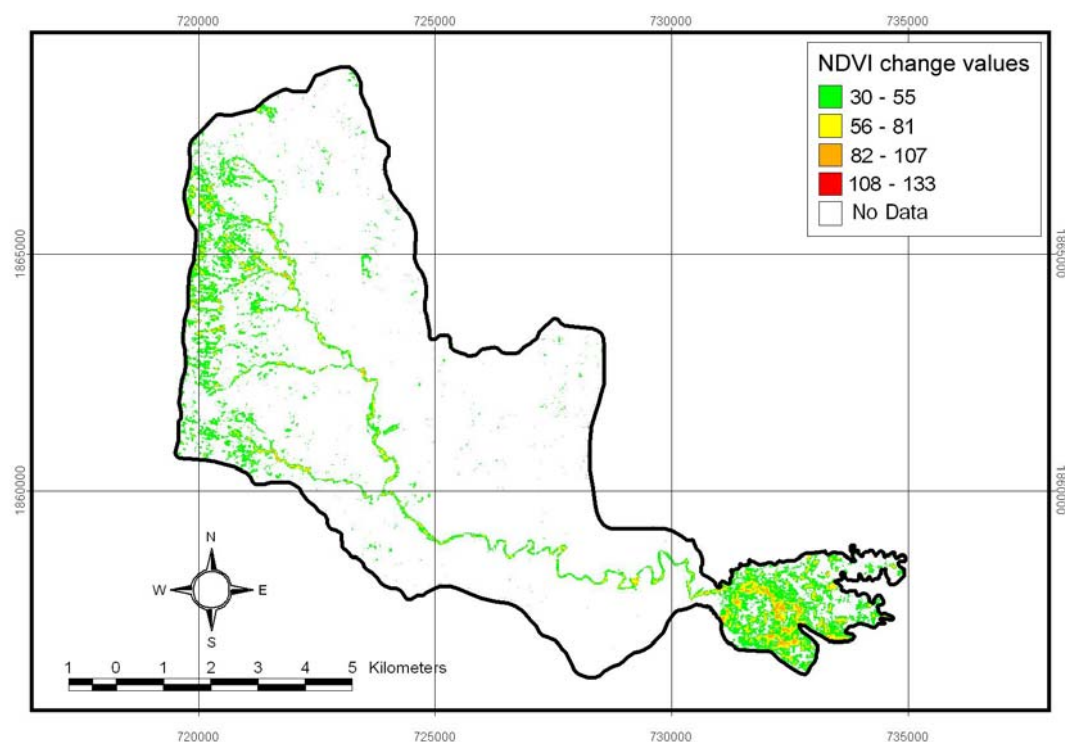 720000 725000 730000 735000
NDVI change values
30 - 55
56 - 81
82 - 107
108 - 133
No Data
1865000 1865000
1860000 1860000
N
W E
S
1 0 1 2 3 4 5 Kilometers
720000 725000 730000 735000